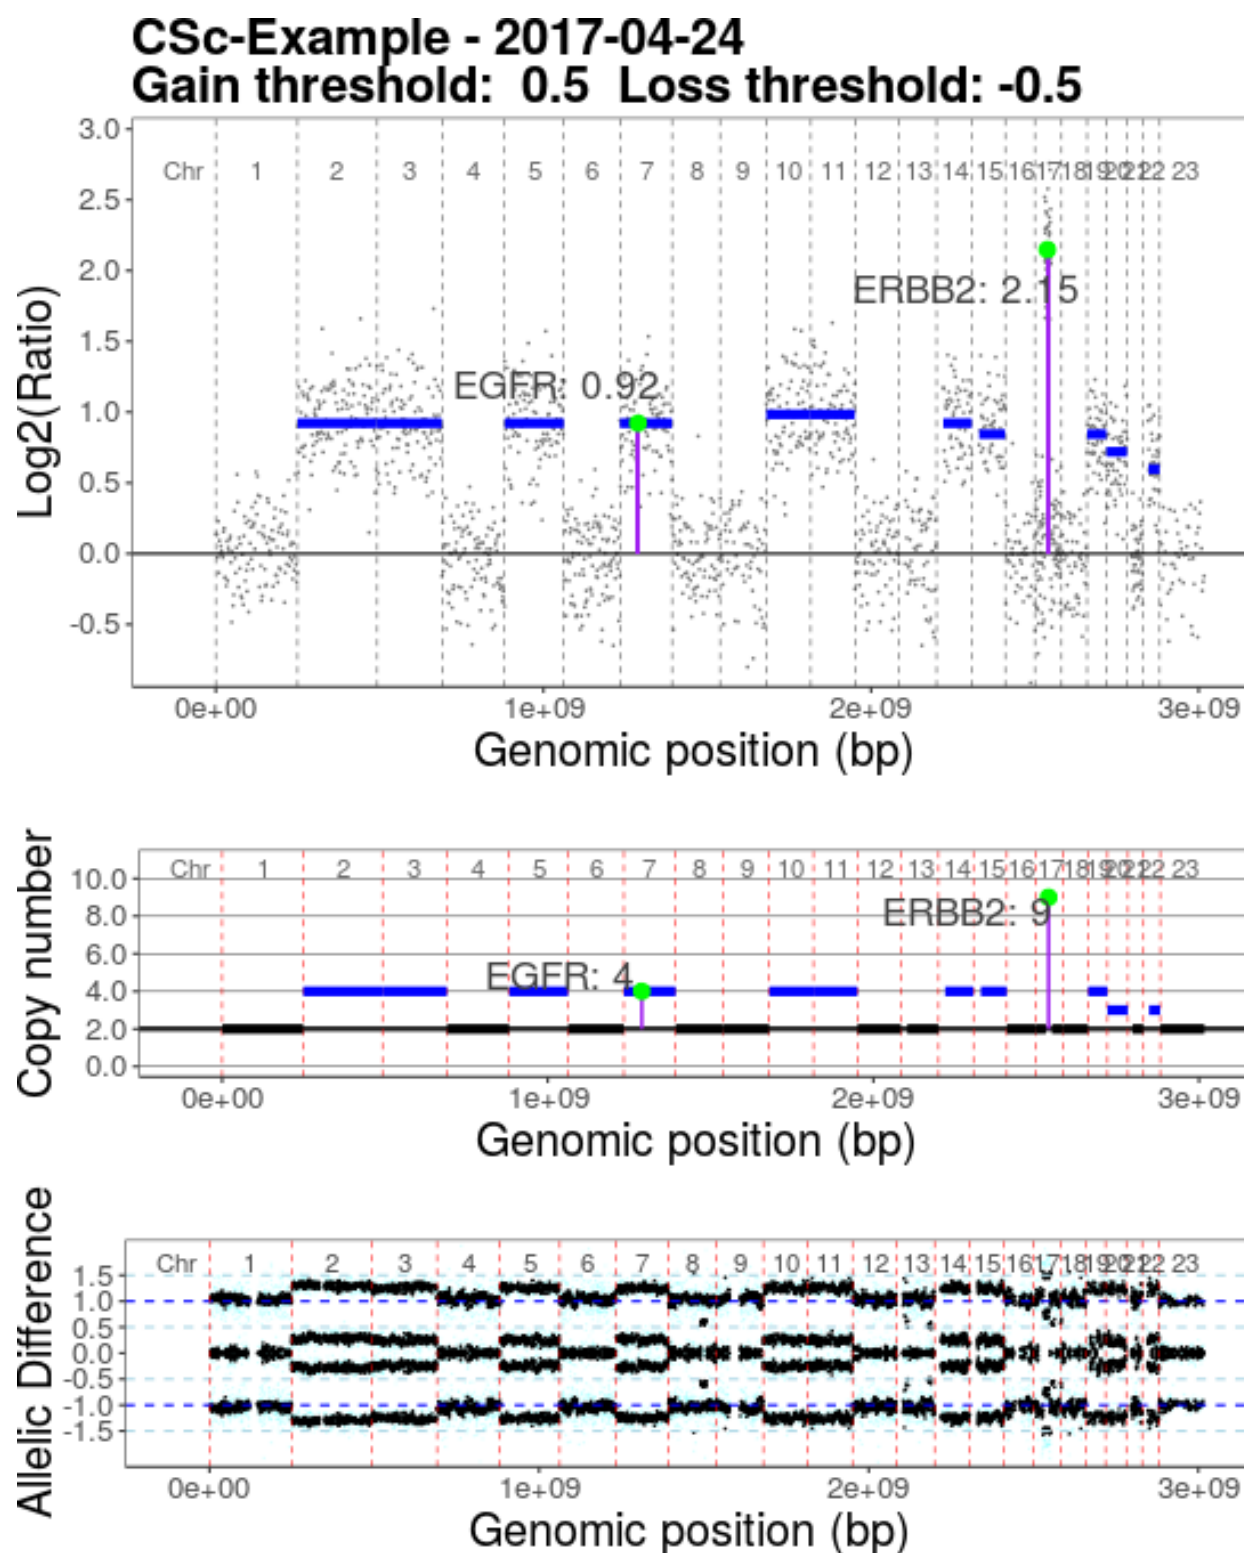 CSc-Example - 2017-04-24
Gain threshold: 0.5 Loss threshold: -0.5
Log2(Ratio)
3.0
2.5
2.0
1.5
1.0
0.5
0.0
-0.5
Chr 1 2 3 4 5 6 7 8 9 10 11 12 13 14 15 16 17 18 19 20 21 22 23
ERBB2: 2.15
EGFR: 0.92
0e+00 1e+09 2e+09 3e+09
Genomic position (bp)
Copy number
10.0
8.0
6.0
4.0
2.0
0.0
Chr 1 2 3 4 5 6 7 8 9 10 11 12 13 14 15 16 17 18 19 20 21 22 23
ERBB2: 9
EGFR: 4
0e+00 1e+09 2e+09 3e+09
Genomic position (bp)
Allelic Difference
1.5
1.0
0.5
0.0
-0.5
-1.0
-1.5
Chr 1 2 3 4 5 6 7 8 9 10 11 12 13 14 15 16 17 18 19 20 21 22 23
0e+00 1e+09 2e+09 3e+09
Genomic position (bp)